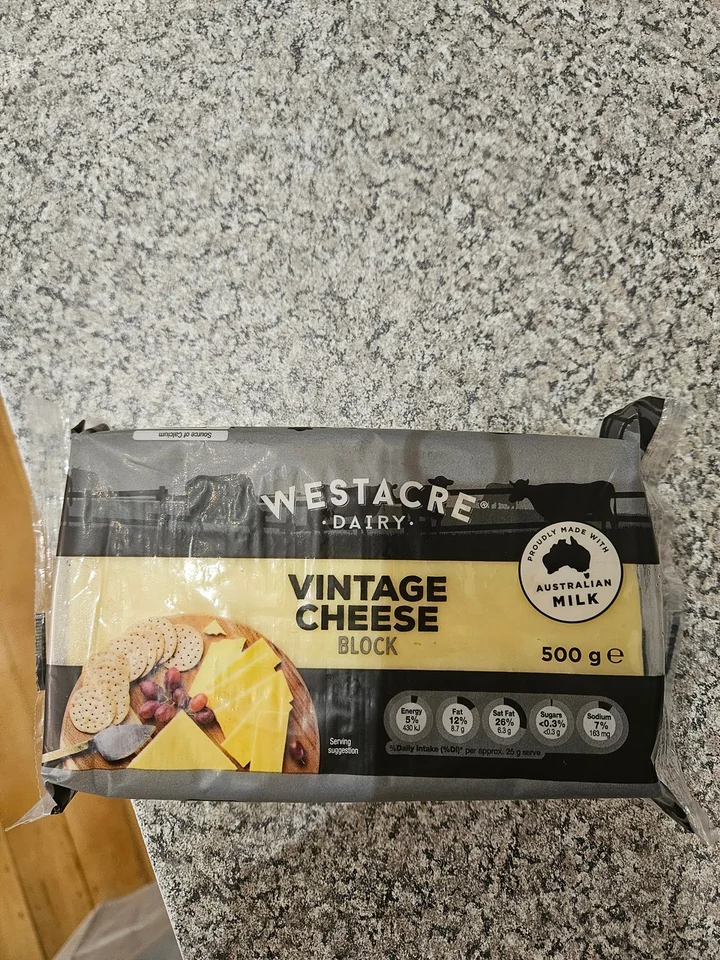 Source of Calcium
WESTACRE®
·DAIRY·
PROUDLY MADE WITH
AUSTRALIAN
MILK
VINTAGE
CHEESE
BLOCK
500 g e
Serving
suggestion
Energy
5%
430 kJ
Fat
12%
8.7 g
Sat Fat
26%
6.3 g
Sugars
<0.3%
<0.3 g
Sodium
7%
163 mg
%Daily Intake (%DI)* per approx. 25 g serve